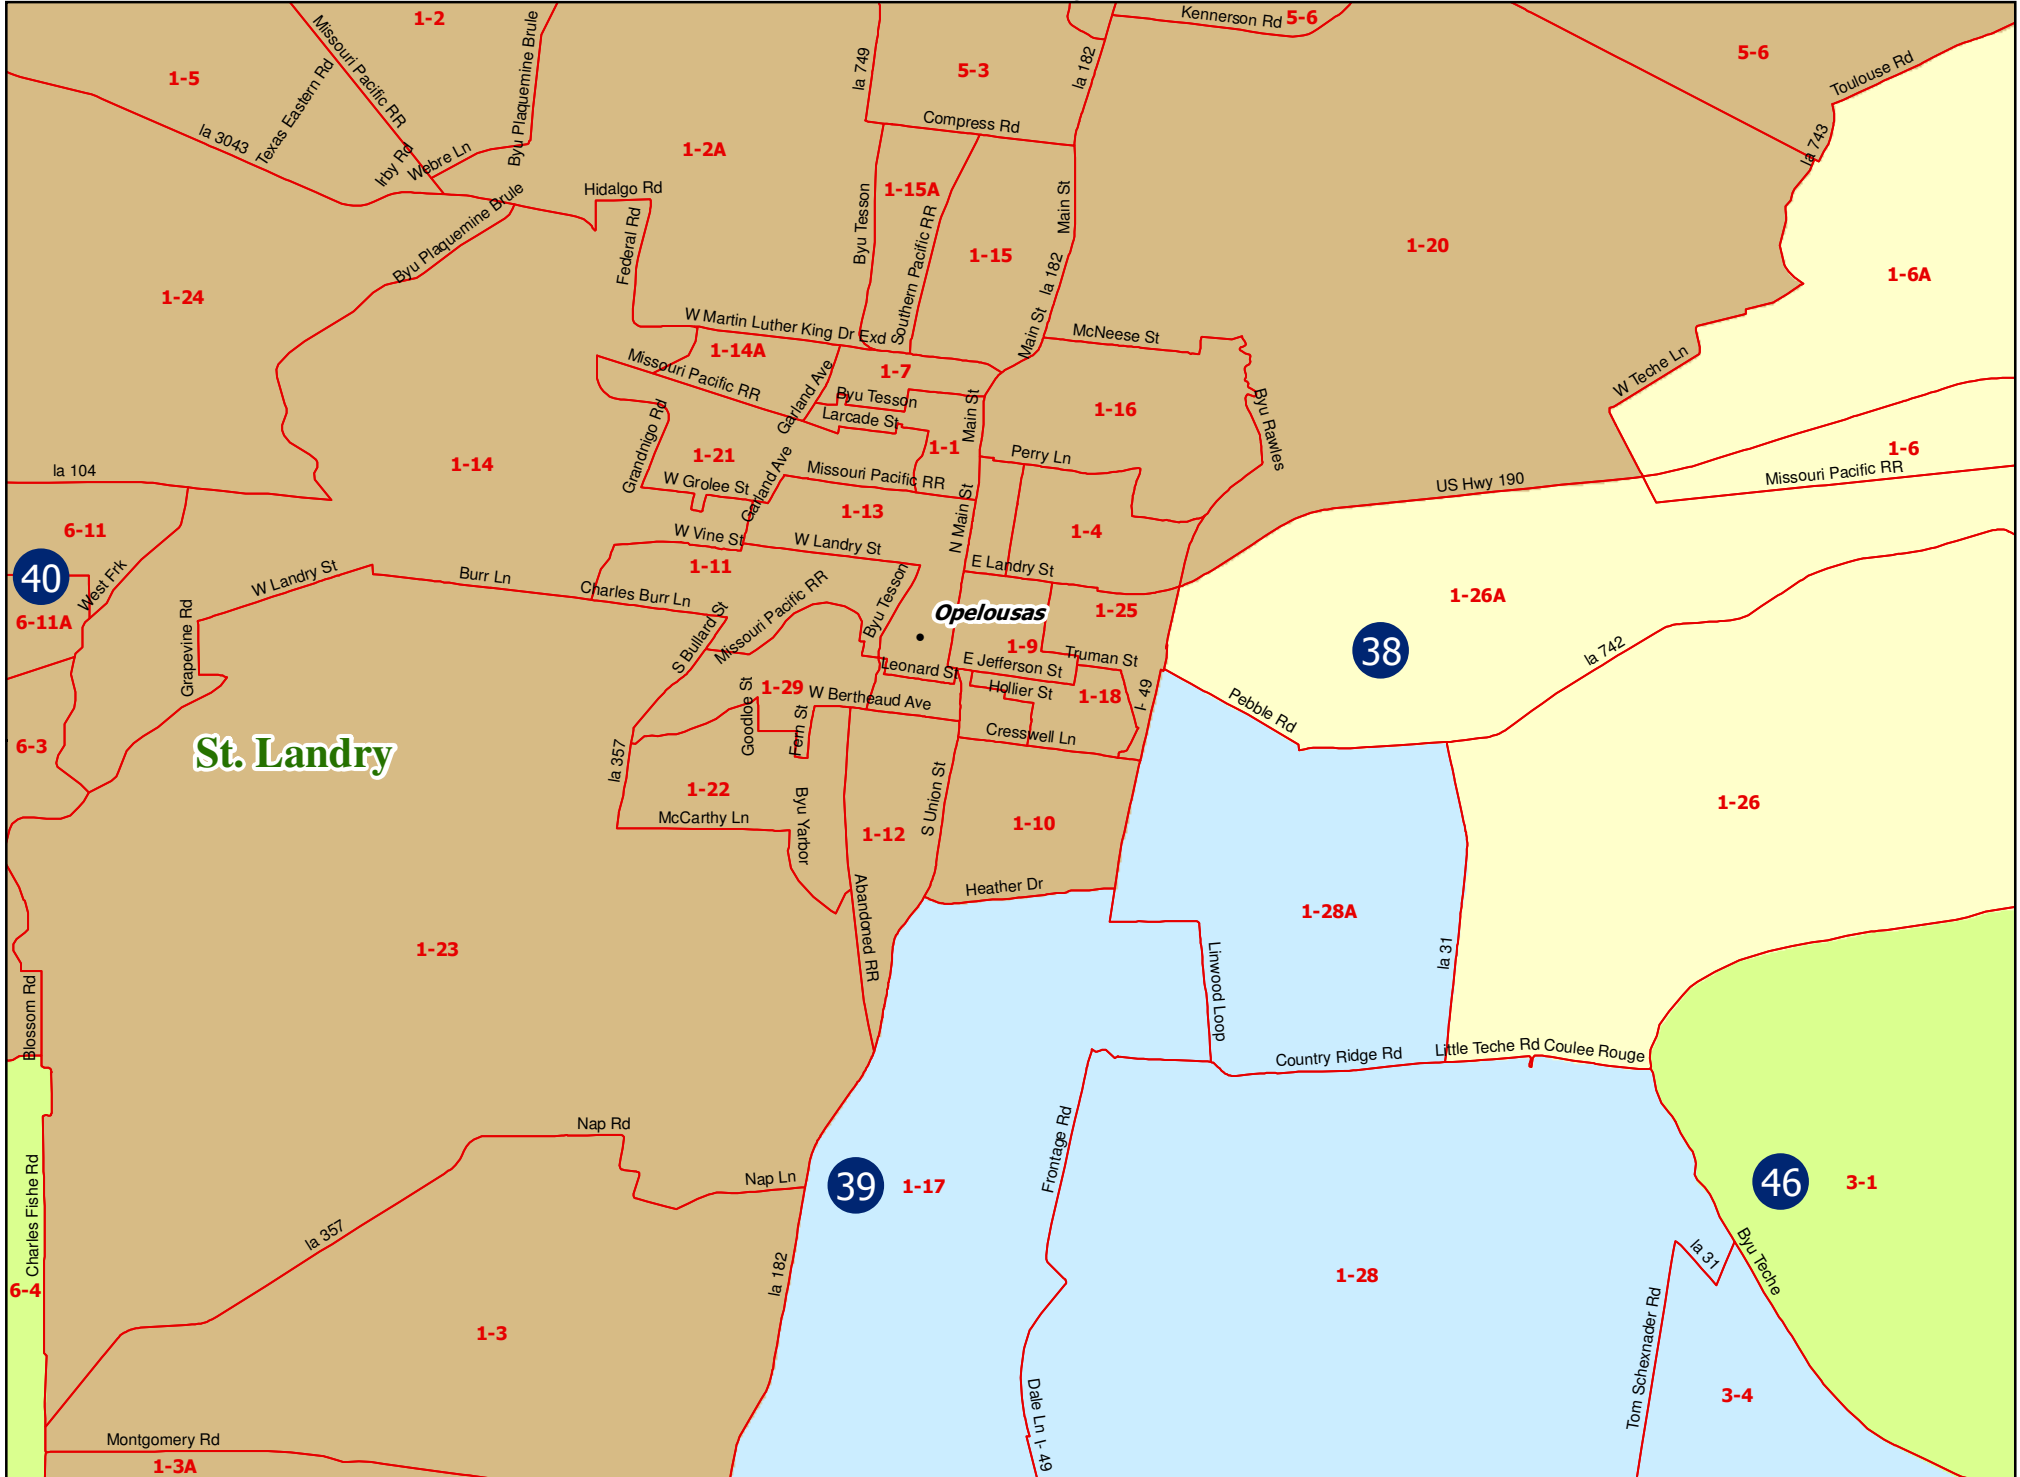 1-2
Kennerson Rd
5-6
5-6
Missouri Pacific RR
Byu Plaquemine Brule
la 749
5-3
la 182
Toulouse Rd
1-5
Texas Eastern Rd
la 3043
Irby Rd
Webre Ln
Compress Rd
la 743
1-2A
Byu Plaquemine Brule
Hidalgo Rd
Federal Rd
Byu Tesson
1-15A
Southern Pacific RR
Main St
1-15
la 182
1-20
1-6A
1-24
W Martin Luther King Dr Exd
Main St
McNeese St
1-14A
Missouri Pacific RR
1-7
Garland Ave
Byu Tesson
Larcade St
Main St
1-16
Byu Rawles
W Teche Ln
Grandnigo Rd
1-21
1-1
Perry Ln
1-6
Missouri Pacific RR
la 104
1-14
W Grolee St
Garland Ave
Missouri Pacific RR
US Hwy 190
6-11
1-13
N Main St
1-4
W Vine St
W Landry St
40
West Frk
W Landry St
Burr Ln
1-11
Charles Burr Ln
Missouri Pacific RR
Byu Tesson
E Landry St
1-26A
6-11A
Grapevine Rd
S Bullard St
Opelousas
1-25
1-9
38
la 742
Truman St
Leonard St
E Jefferson St
1-29
W Bertheaud Ave
Hollier St
1-18
I- 49
Pebble Rd
Goodloe St
Fern St
Cresswell Ln
6-3
St. Landry
la 357
1-22
McCarthy Ln
Byu Yarbor
S Union St
1-12
1-10
1-26
Heather Dr
Abandoned RR
1-28A
1-23
Linwood Loop
la 31
Blossom Rd
Country Ridge Rd
Little Teche Rd
Coulee Rouge
Nap Rd
Frontage Rd
Charles Fishe Rd
Nap Ln
39
1-17
46
3-1
la 357
la 182
Byu Teche
la 31
6-4
1-28
1-3
Tom Schexnader Rd
3-4
Dale Ln
I- 49
Montgomery Rd
1-3A